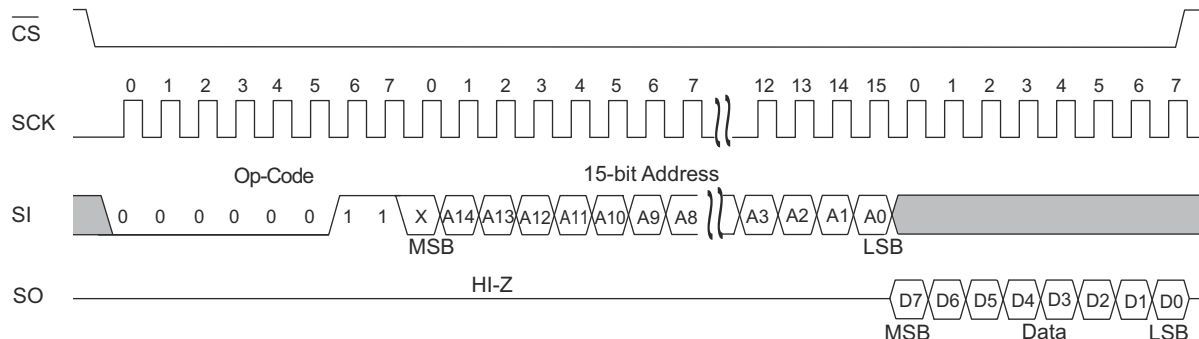 CS
0 1 2 3 4 5 6 7 0 1 2 3 4 5 6 7 12 13 14 15 0 1 2 3 4 5 6 7
SCK
Op-Code 15-bit Address
SI 0 0 0 0 0 0 1 1 X A14 A13 A12 A11 A10 A9 A8 A3 A2 A1 A0
MSB LSB
HI-Z
SO D7 D6 D5 D4 D3 D2 D1 D0
MSB Data LSB